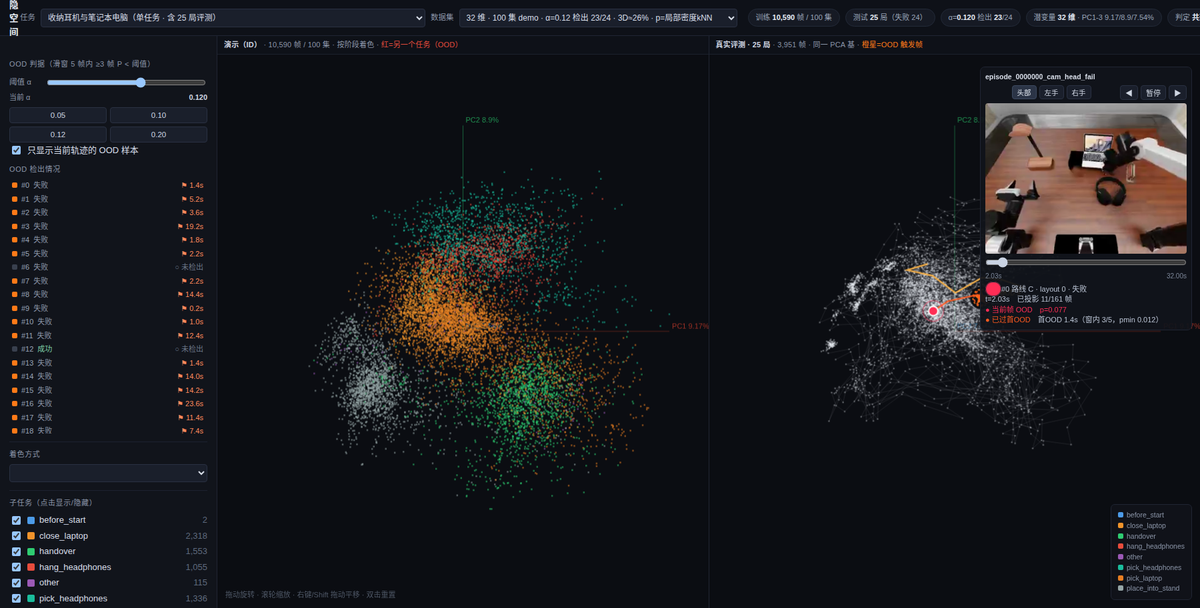 隐空间
任务
收纳耳机与笔记本电脑（单任务 · 含 25 局评测）
数据集
32 维 · 100 集 demo · α=0.12 检出 23/24 · 3D≈26% · p=局部密度kNN
训练 10,590 帧 / 100 集
测试 25 局（失败 24）
α=0.120 检出 23/24
潜变量 32 维 · PC1-3 9.17/8.9/7.54%
判定 共
OOD 判据（滑窗 5 帧内 ≥3 帧 P < 阈值）
阈值 α
当前 α
0.120
0.05
0.10
0.12
0.20
只显示当前轨迹的 OOD 样本
OOD 检出情况
#0 失败 ⚑ 1.4s
#1 失败 ⚑ 5.2s
#2 失败 ⚑ 3.6s
#3 失败 ⚑ 19.2s
#4 失败 ⚑ 1.8s
#5 失败 ⚑ 2.2s
#6 失败 ○ 未检出
#7 失败 ⚑ 2.2s
#8 失败 ⚑ 14.4s
#9 失败 ⚑ 0.2s
#10 失败 ⚑ 1.0s
#11 失败 ⚑ 12.4s
#12 成功 ○ 未检出
#13 失败 ⚑ 1.4s
#14 失败 ⚑ 14.0s
#15 失败 ⚑ 14.2s
#16 失败 ⚑ 23.6s
#17 失败 ⚑ 11.4s
#18 失败 ⚑ 7.4s
着色方式
子任务（点击显示/隐藏）
before_start 2
close_laptop 2,318
handover 1,553
hang_headphones 1,055
other 115
pick_headphones 1,336
演示（ID） · 10,590 帧 / 100 集 · 按阶段着色 · 红=另一个任务（OOD）
PC2 8.9%
PC1 9.17%
拖动旋转 · 滚轮缩放 · 右键/Shift 拖动平移 · 双击重置
真实评测 · 25 局 · 3,951 帧 · 同一 PCA 基 · 橙星=OOD 触发帧
PC2 8.
episode_0000000_cam_head_fail
头部
左手
右手
◀
暂停
▶
2.03s
32.00s
#0 路线 C · layout 0 · 失败
t=2.03s 已投影 11/161 帧
● 当前帧 OOD p=0.077
● 已过首OOD 首OOD 1.4s（窗内 3/5，pmin 0.012）
before_start
close_laptop
handover
hang_headphones
other
pick_headphones
pick_laptop
place_into_stand